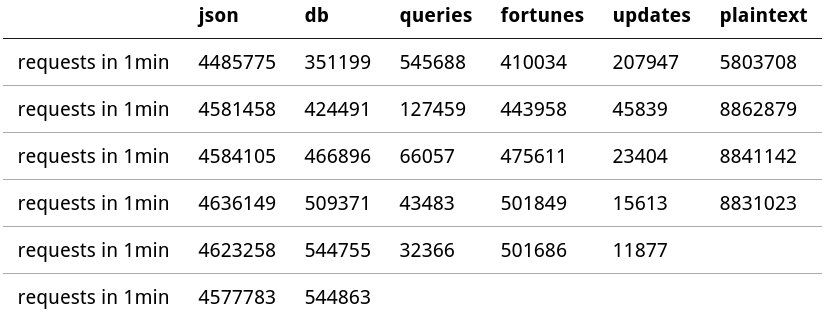 json db queries fortunes updates plaintext
requests in 1min 4485775 351199 545688 410034 207947 5803708
requests in 1min 4581458 424491 127459 443958 45839 8862879
requests in 1min 4584105 466896 66057 475611 23404 8841142
requests in 1min 4636149 509371 43483 501849 15613 8831023
requests in 1min 4623258 544755 32366 501686 11877
requests in 1min 4577783 544863